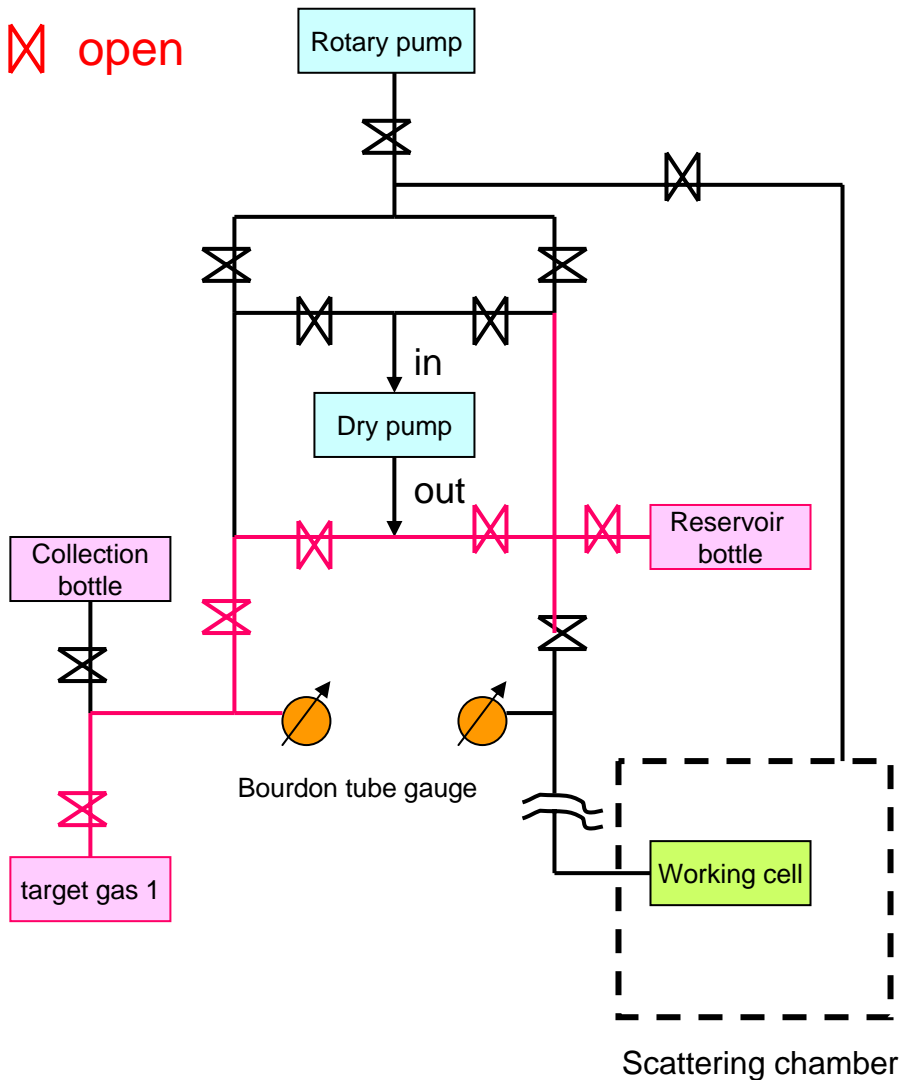 open
Rotary pump
in
Dry pump
out
Reservoir
bottle
Collection
bottle
Bourdon tube gauge
Working cell
target gas 1
Scattering chamber